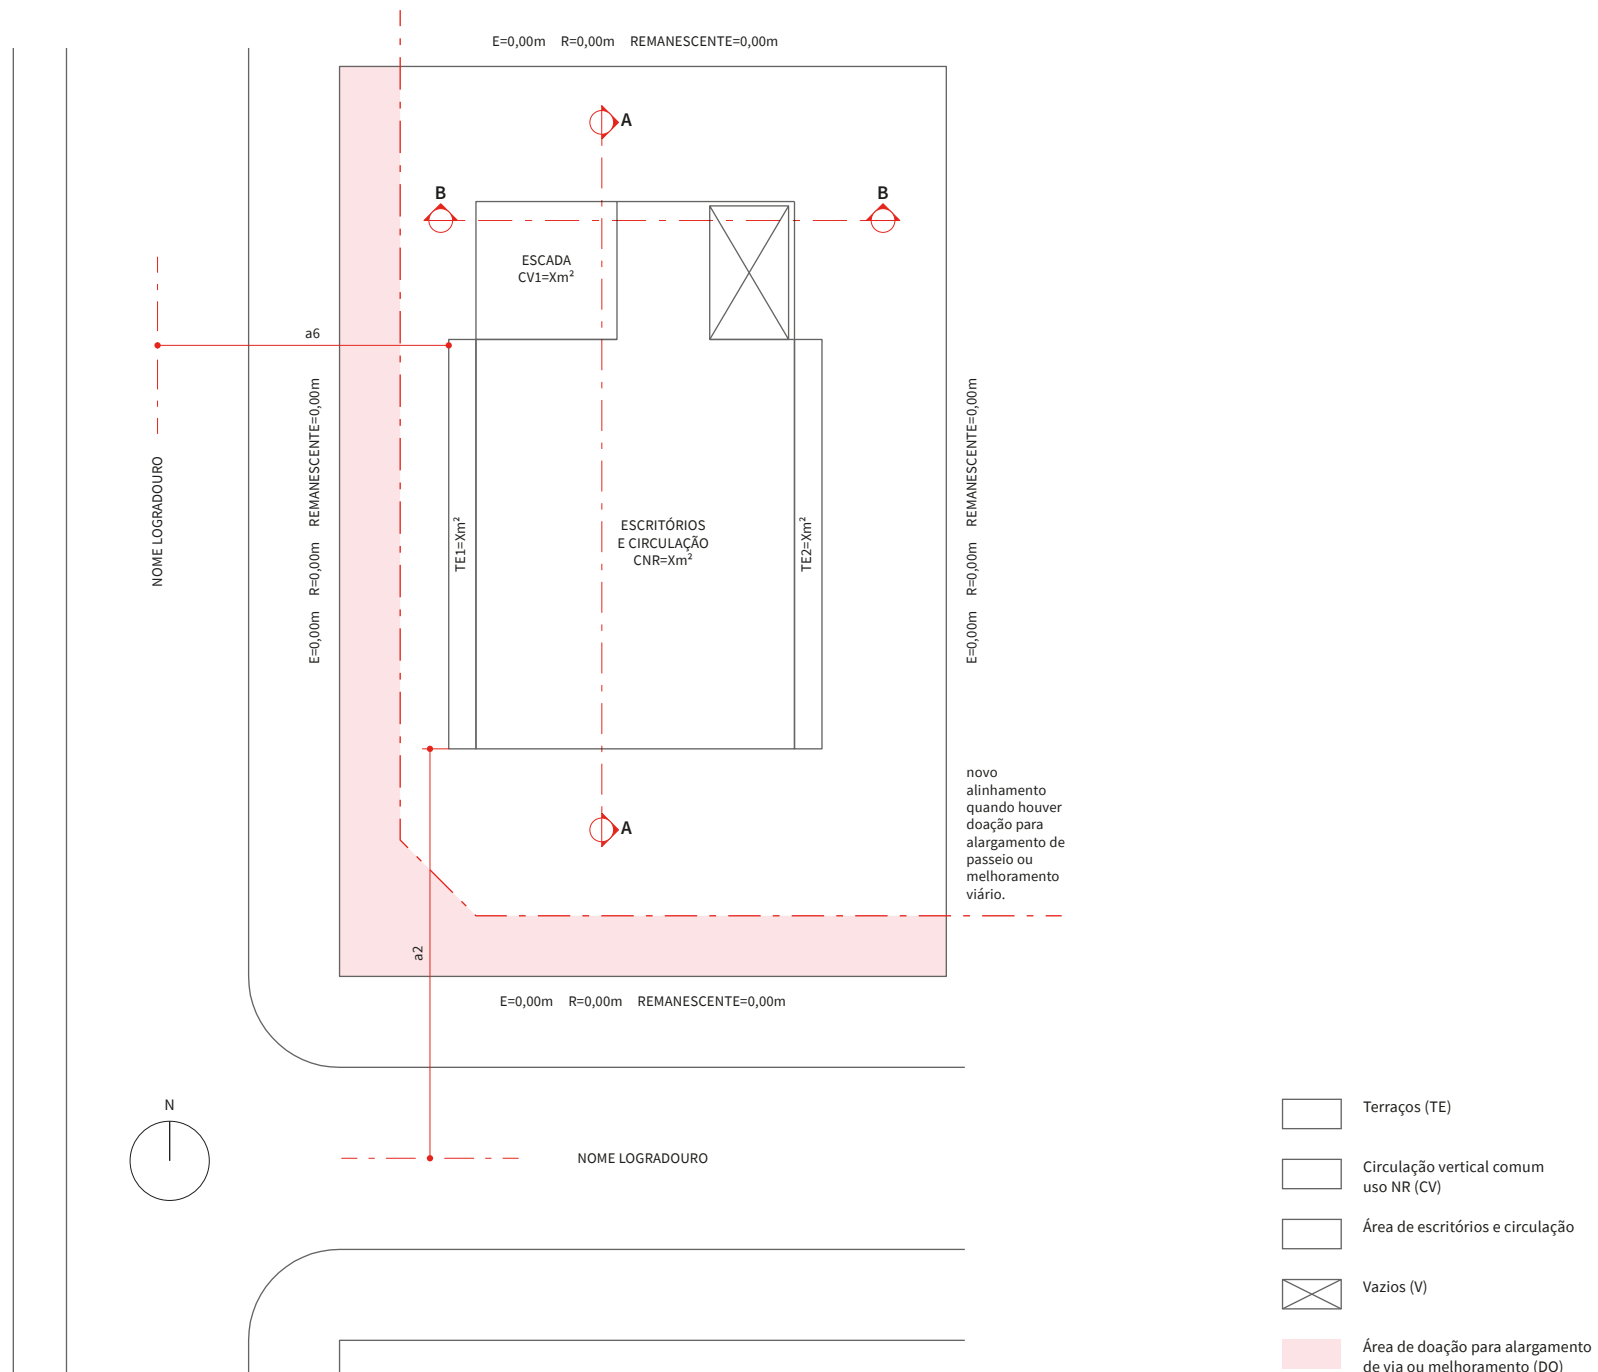 E=0,00m R=0,00m REMANESCENTE=0,00m
A
B
B
ESCADA
CV1=Xm²
a6
E=0,00m R=0,00m REMANESCENTE=0,00m
E=0,00m R=0,00m REMANESCENTE=0,00m
NOME LOGRADOURO
TE1=Xm²
ESCRITÓRIOS
E CIRCULAÇÃO
CNR=Xm²
TE2=Xm²
novo
alinhamento
quando houver
doação para
alargamento de
passeio ou
melhoramento
viário.
A
a2
E=0,00m R=0,00m REMANESCENTE=0,00m
N
NOME LOGRADOURO
Terraços (TE)
Circulação vertical comum
uso NR (CV)
Área de escritórios e circulação
Vazios (V)
Área de doação para alargamento
de via ou melhoramento (DO)